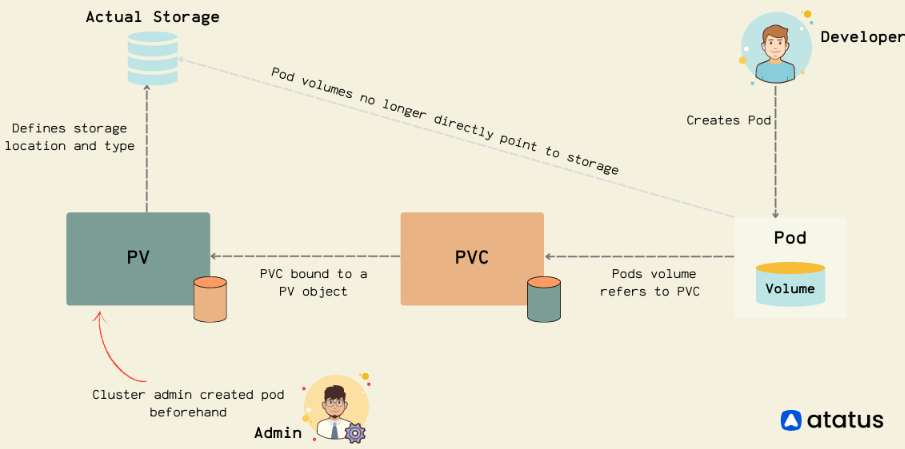 Actual Storage
Developer
Pod volumes no longer directly point to storage
Defines storage
location and type
Creates Pod
PV
PVC
Pod
Volume
PVC bound to a
PV object
Pods volume
refers to PVC
Cluster admin created pod
beforehand
Admin
atatus